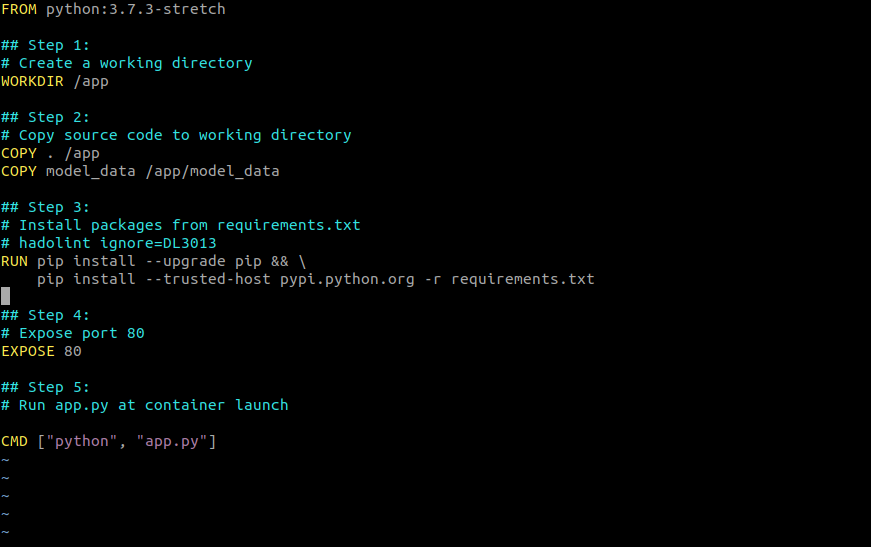 FROM python:3.7.3-stretch
## Step 1:
# Create a working directory
WORKDIR /app
## Step 2:
# Copy source code to working directory
COPY . /app
COPY model_data /app/model_data
## Step 3:
# Install packages from requirements.txt
# hadolint ignore=DL3013
RUN pip install --upgrade pip && \
    pip install --trusted-host pypi.python.org -r requirements.txt
## Step 4:
# Expose port 80
EXPOSE 80
## Step 5:
# Run app.py at container launch
CMD ["python", "app.py"]
~
~
~
~
~